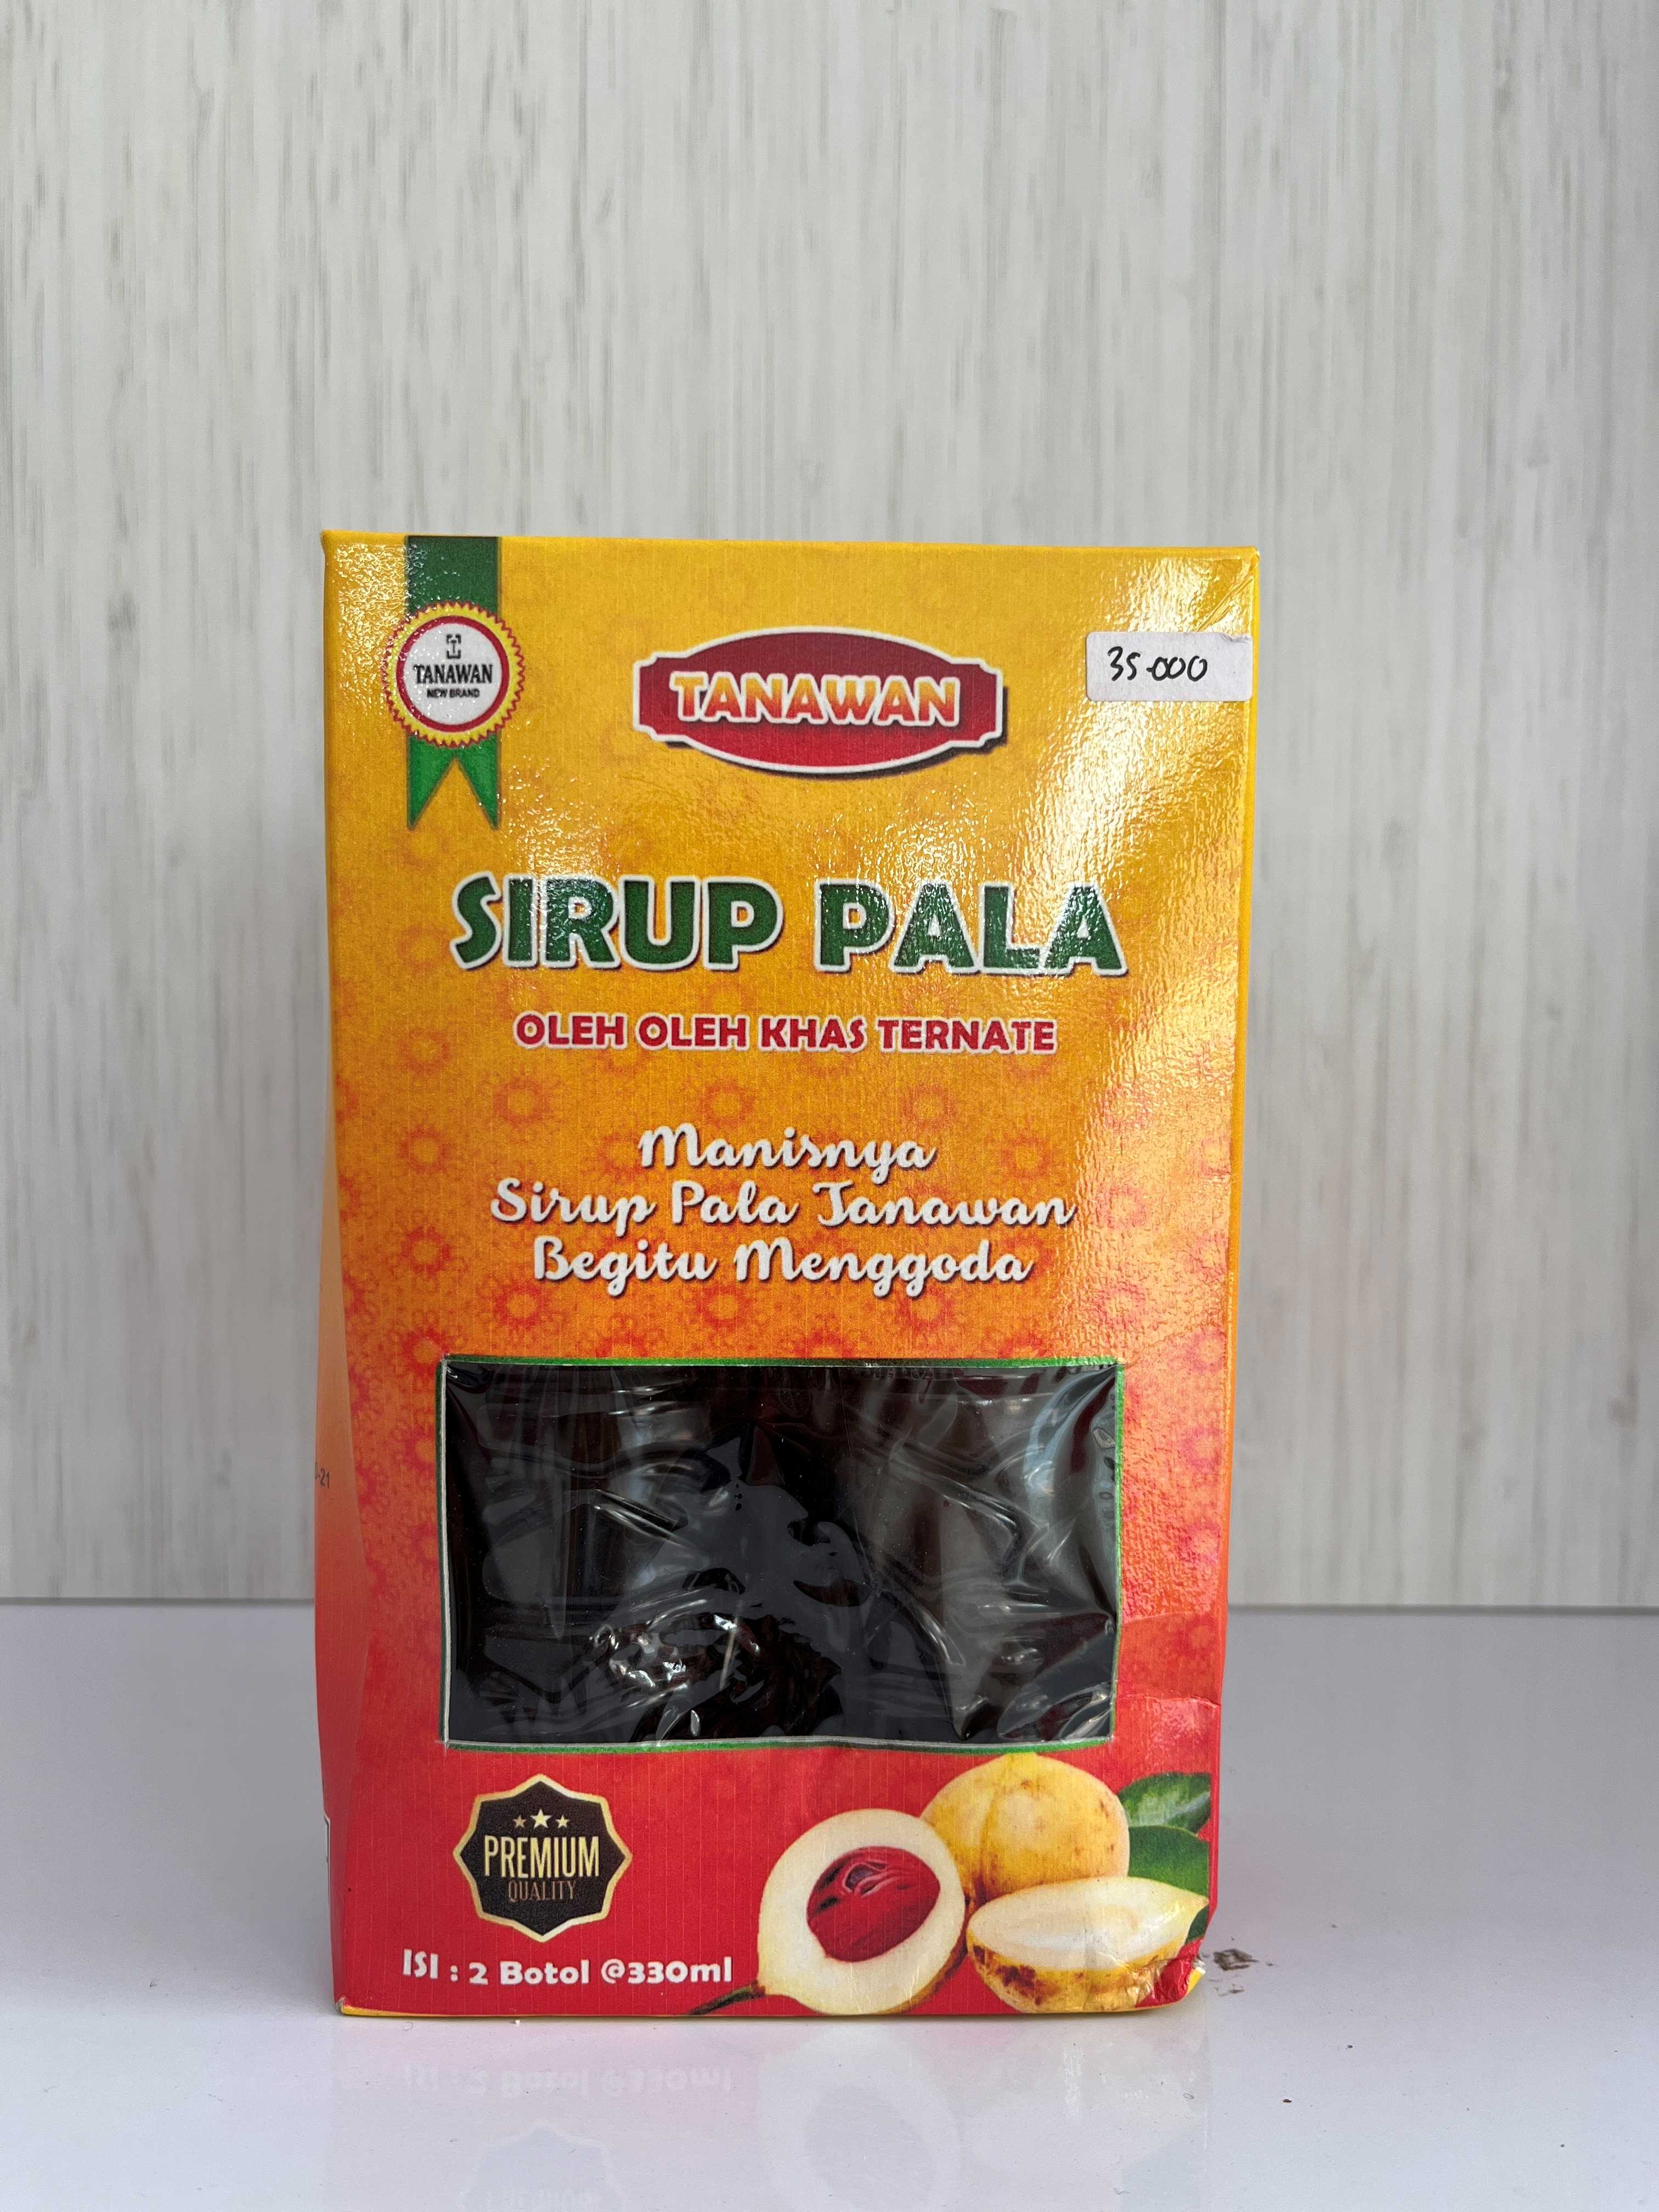 TANAWAN
NEW BRAND
TANAWAN
35.000
SIRUP PALA
OLEH OLEH KHAS TERNATE
Manisnya
Sirup Pala Tanawan
Begitu Menggoda
PREMIUM
QUALITY
ISI : 2 Botol @330ml